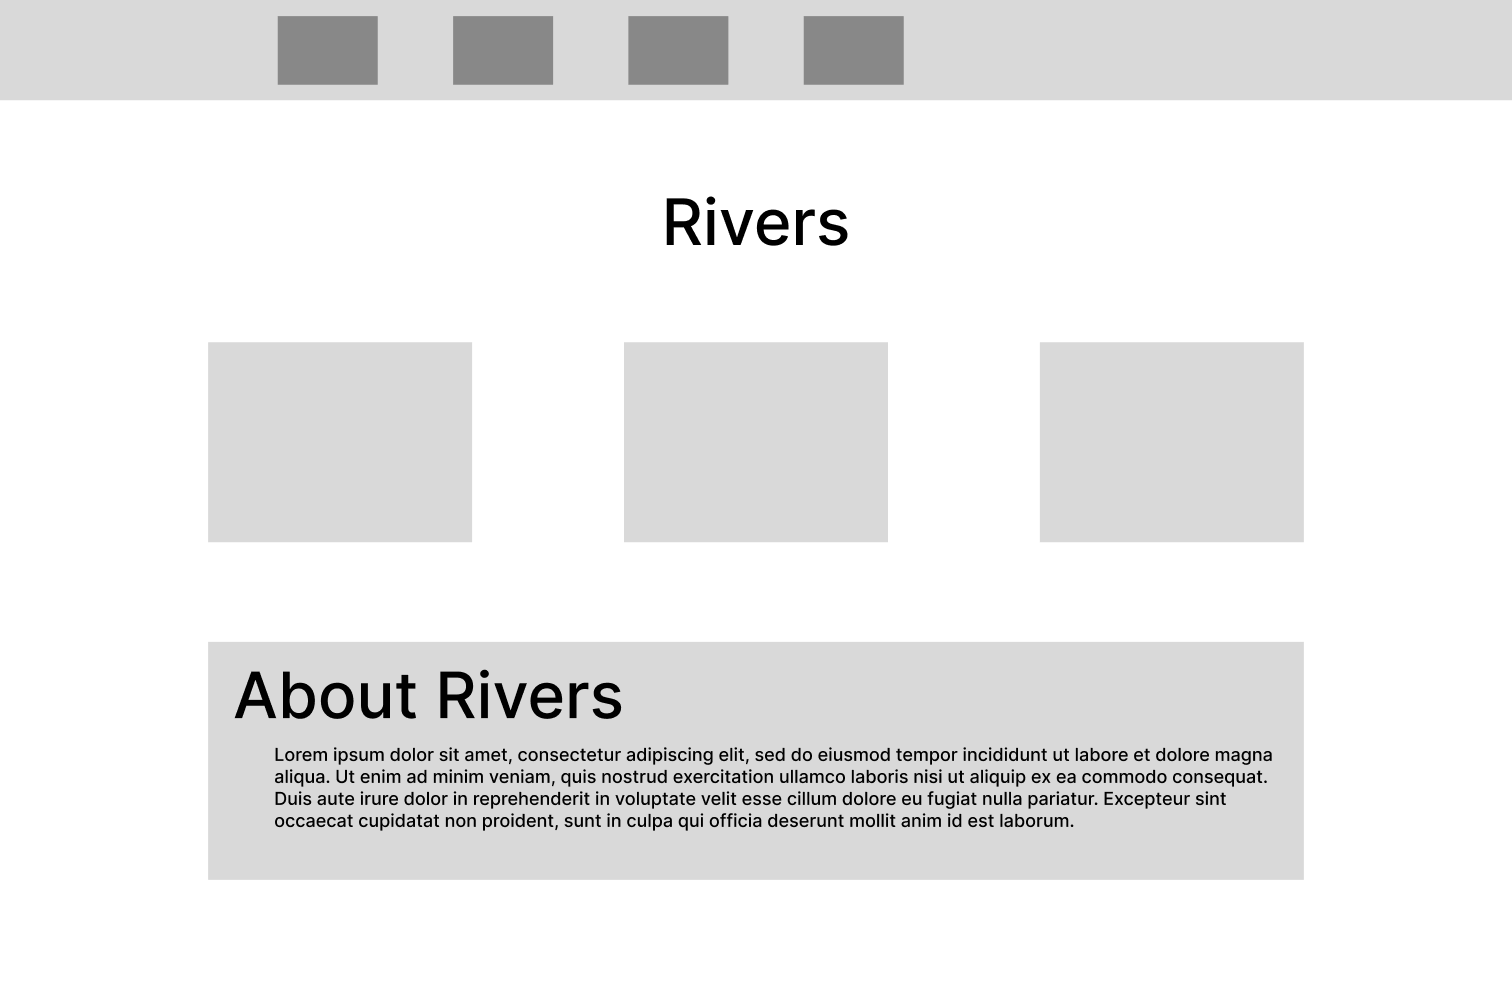 Rivers
About Rivers
Lorem ipsum dolor sit amet, consectetur adipiscing elit, sed do eiusmod tempor incididunt ut labore et dolore magna
aliqua. Ut enim ad minim veniam, quis nostrud exercitation ullamco laboris nisi ut aliquip ex ea commodo consequat.
Duis aute irure dolor in reprehenderit in voluptate velit esse cillum dolore eu fugiat nulla pariatur. Excepteur sint
occaecat cupidatat non proident, sunt in culpa qui officia deserunt mollit anim id est laborum.